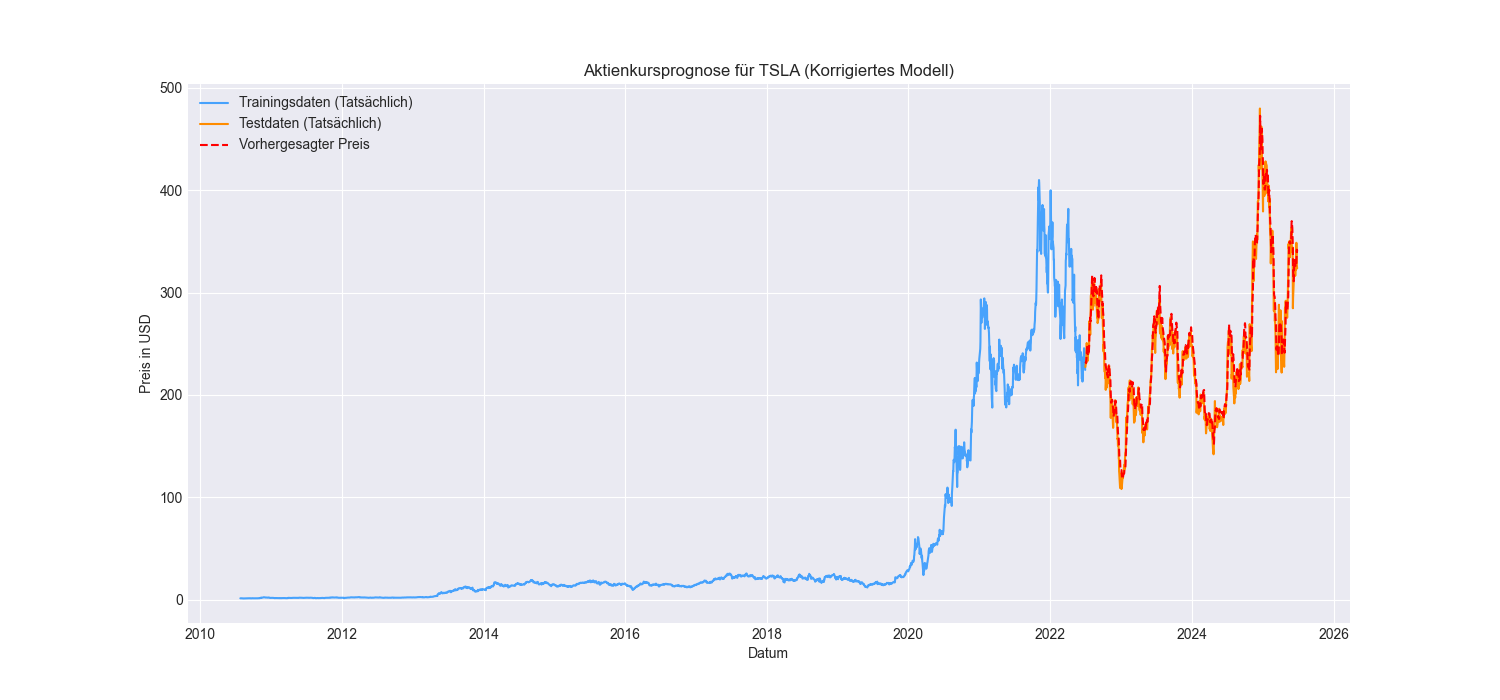 Aktienkursprognose für TSLA (Korrigiertes Modell)
Trainingsdaten (Tatsächlich)
Testdaten (Tatsächlich)
Vorhergesagter Preis
Preis in USD
500
400
300
200
100
0
2010 2012 2014 2016 2018 2020 2022 2024 2026
Datum